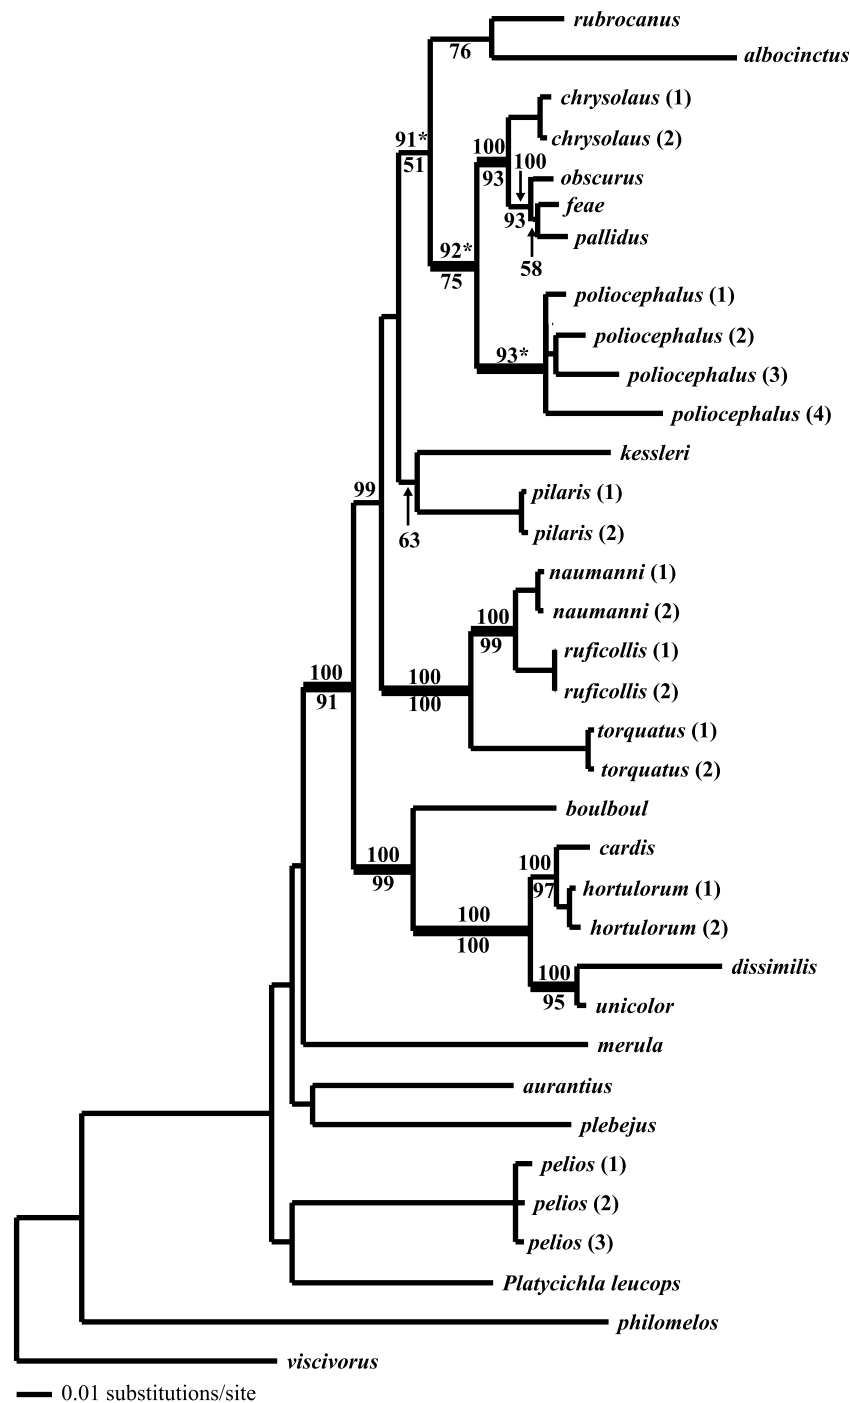 rubrocanus
76
albocinctus
chrysolaus (1)
91*
100
chrysolaus (2)
51
93
100
obscurus
93
feae
92*
pallidus
75
58
poliocephalus (1)
poliocephalus (2)
93*
poliocephalus (3)
poliocephalus (4)
kessleri
99
pilaris (1)
63
pilaris (2)
naumanni (1)
100
naumanni (2)
99
ruficollis (1)
100
100
ruficollis (2)
91
100
torquatus (1)
torquatus (2)
boulboul
100
cardis
99
100
97
hortulorum (1)
100
hortulorum (2)
100
dissimilis
100
95
unicolor
merula
aurantius
plebejus
pelios (1)
pelios (2)
pelios (3)
Platycichla leucops
philomelos
viscivorus
0.01 substitutions/site